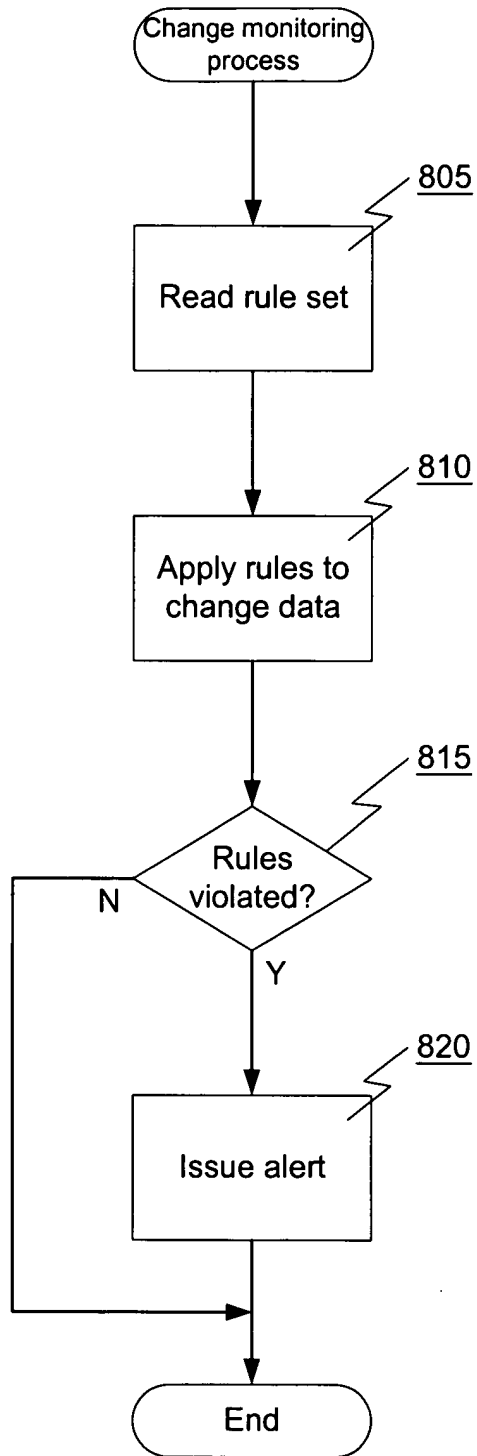 Change monitoring
process
805
Read rule set
810
Apply rules to
change data
815
Rules
violated?
N
Y
820
Issue alert
End